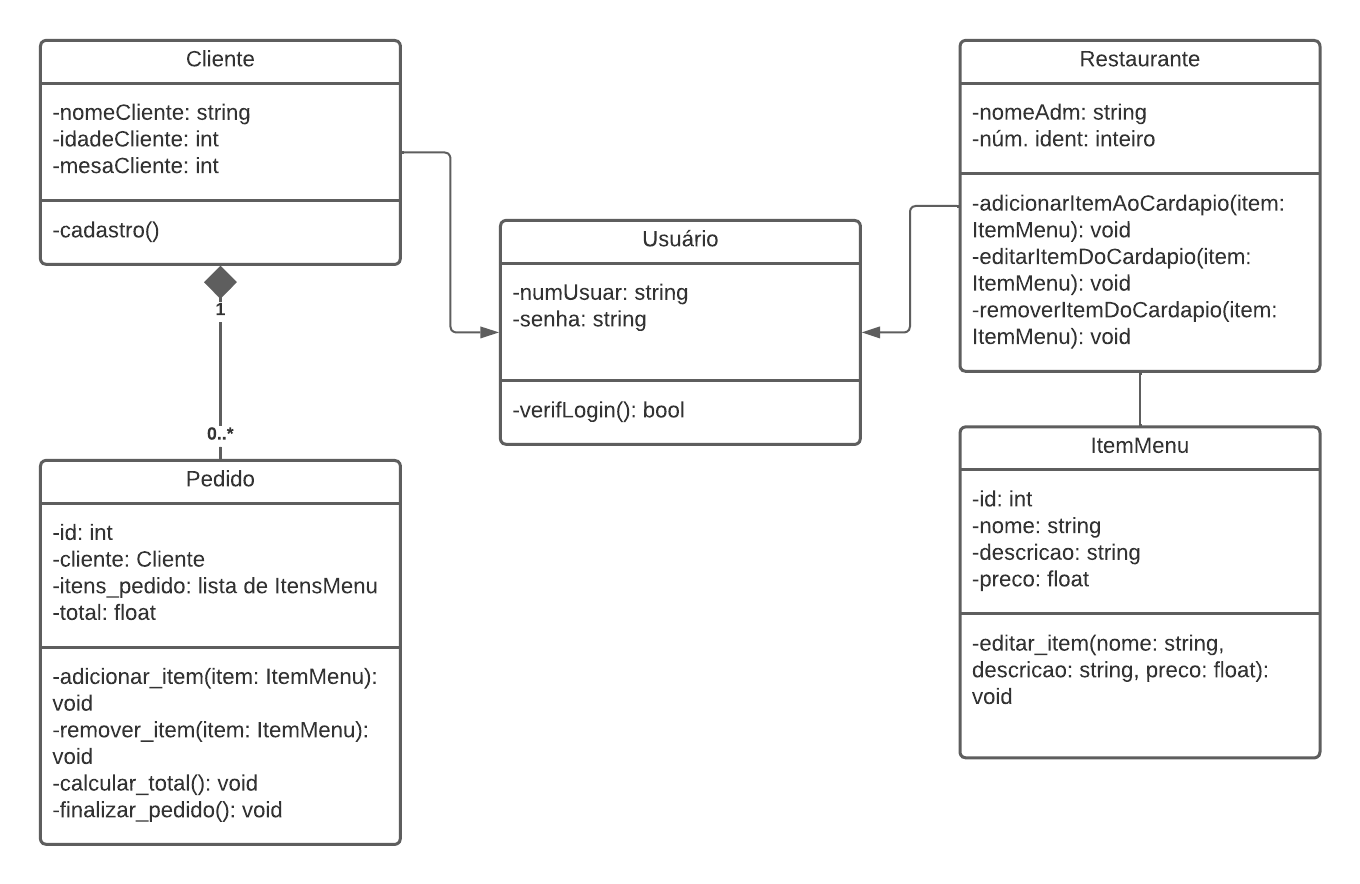 Cliente
-nomeCliente: string
-idadeCliente: int
-mesaCliente: int
-cadastro()
1
0..*
Pedido
-id: int
-cliente: Cliente
-itens_pedido: lista de ItensMenu
-total: float
-adicionar_item(item: ItemMenu):
void
-remover_item(item: ItemMenu):
void
-calcular_total(): void
-finalizar_pedido(): void
Usuário
-numUsuar: string
-senha: string
-verifLogin(): bool
Restaurante
-nomeAdm: string
-núm. ident: inteiro
-adicionarItemAoCardapio(item:
ItemMenu): void
-editarItemDoCardapio(item:
ItemMenu): void
-removerItemDoCardapio(item:
ItemMenu): void
ItemMenu
-id: int
-nome: string
-descricao: string
-preco: float
-editar_item(nome: string,
descricao: string, preco: float):
void